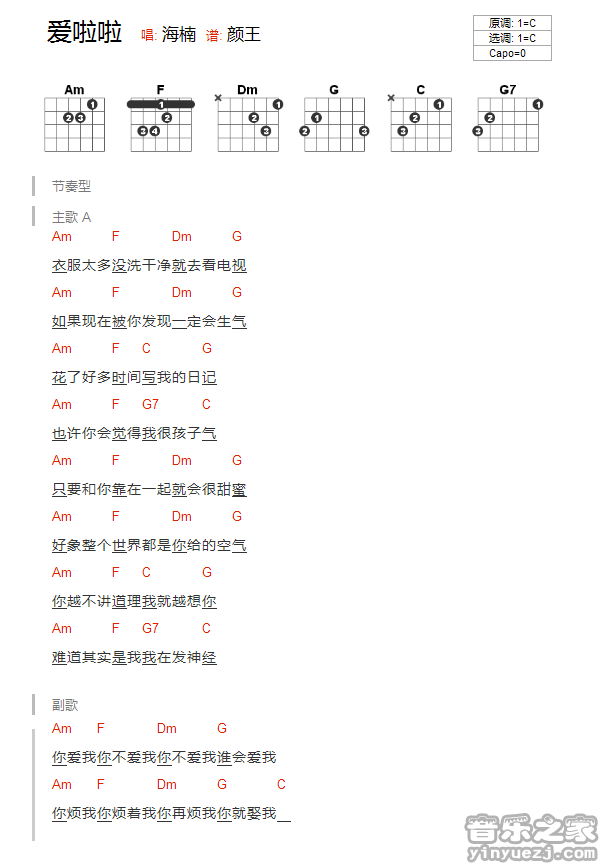 爱啦啦 唱: 海楠 谱: 颜王
原调: 1=C
选调: 1=C
Capo=0
Am F Dm G C G7
节奏型
主歌 A
Am F Dm G
衣服太多没洗干净就去看电视
Am F Dm G
如果现在被你发现一定会生气
Am F C G
花了好多时间写我的日记
Am F G7 C
也许你会觉得我很孩子气
Am F Dm G
只要和你靠在一起就会很甜蜜
Am F Dm G
好象整个世界都是你给的空气
Am F C G
你越不讲道理我就越想你
Am F G7 C
难道其实是我我在发神经
副歌
Am F Dm G
你爱我你不爱我你不爱我谁会爱我
Am F Dm G C
你烦我你烦着我你再烦我你就娶我
音乐之家
yinyuezj.com